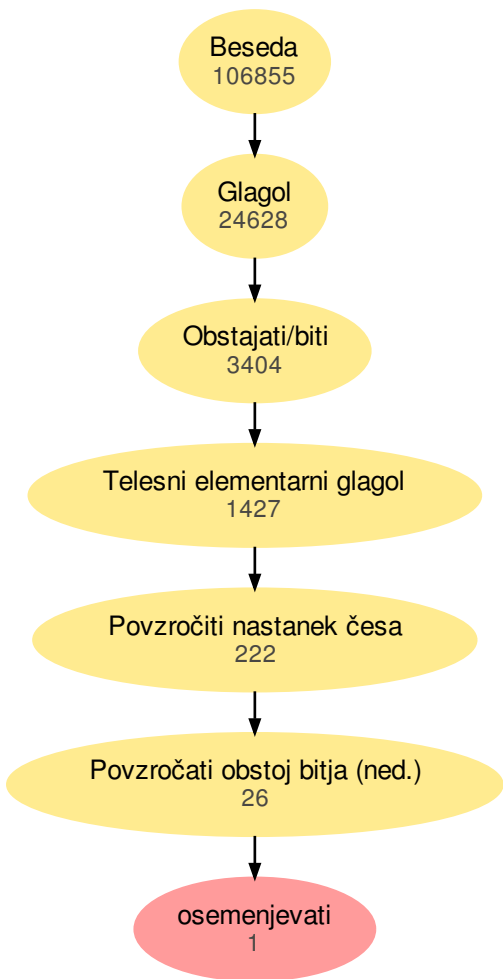 Beseda
106855
Glagol
24628
Obstajati/biti
3404
Telesni elementarni glagol
1427
Povzročiti nastanek česa
222
Povzročati obstoj bitja (ned.)
26
osemenjevati
1